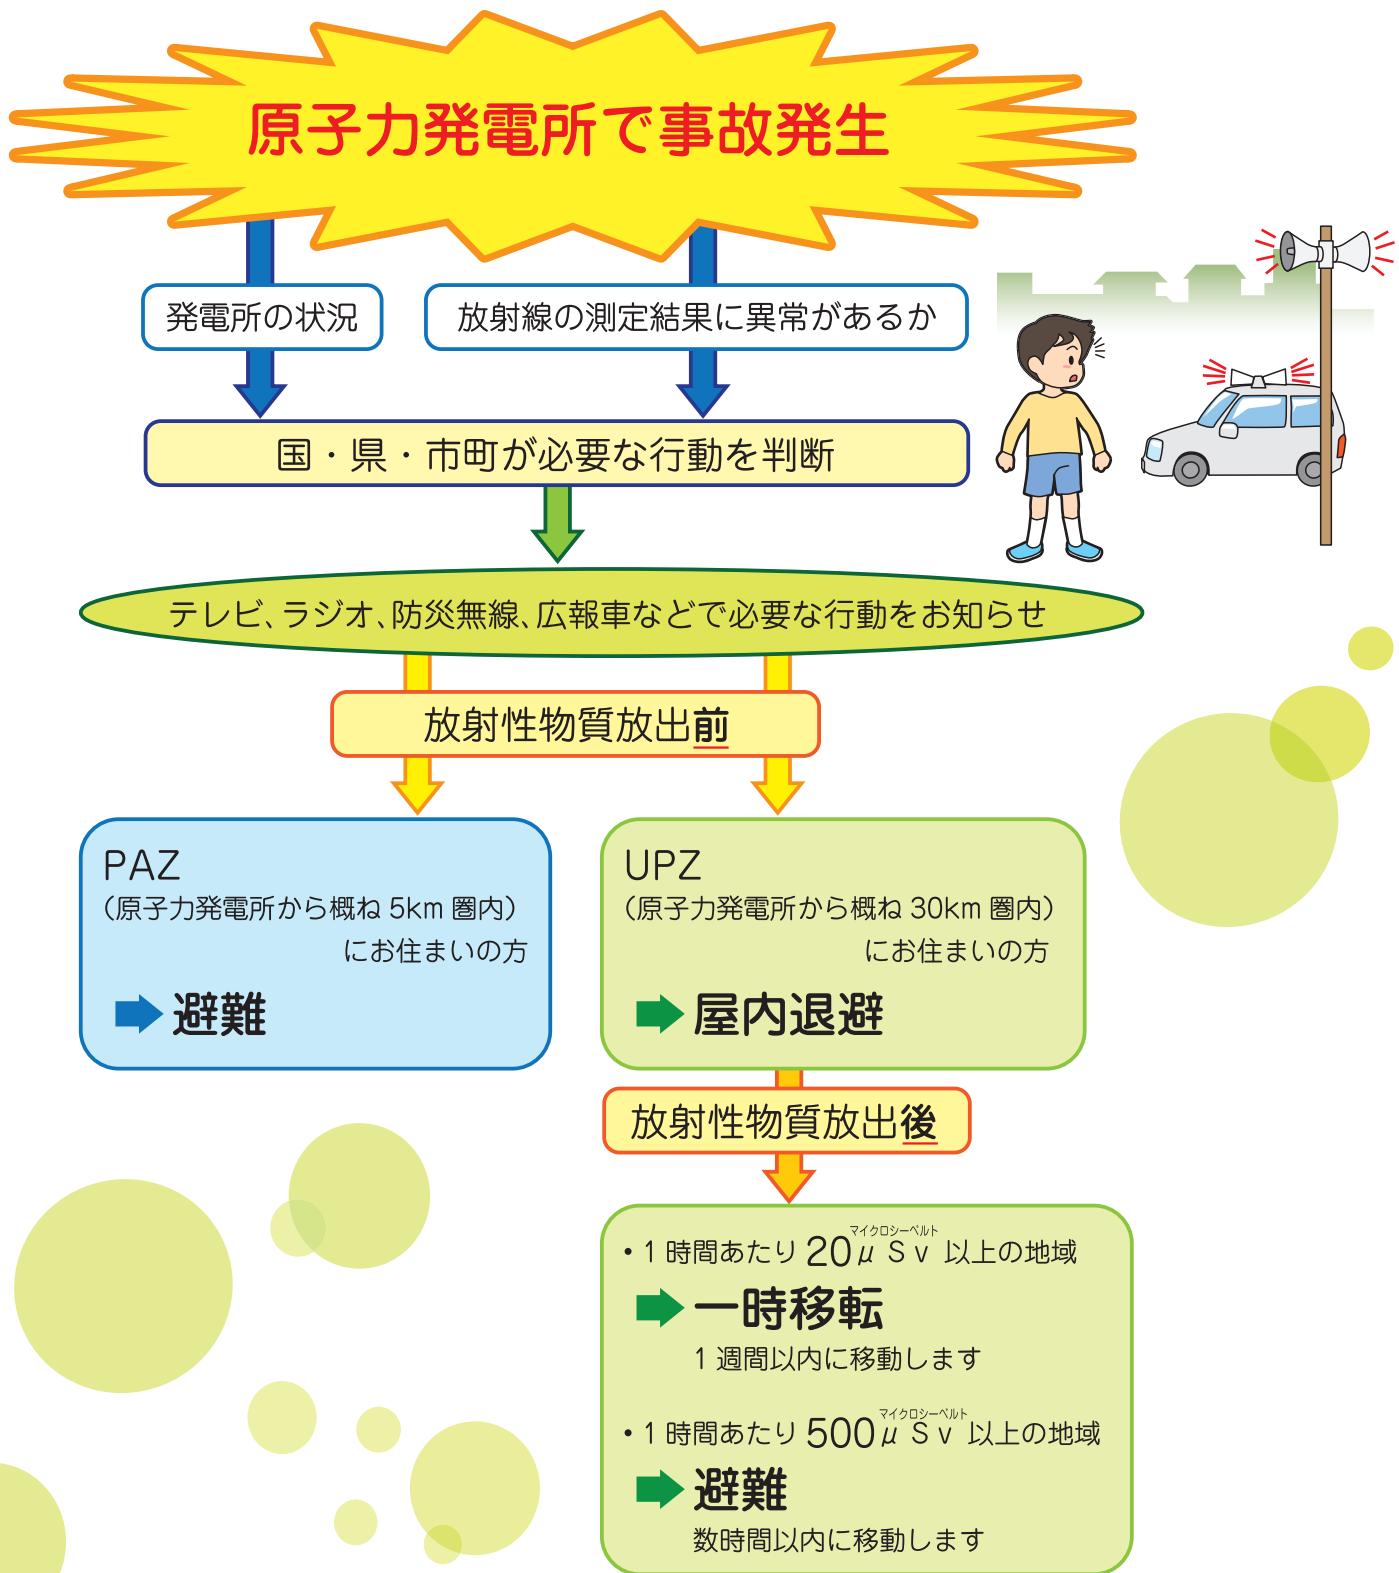 原子力発電所で事故発生
発電所の状況
放射線の測定結果に異常があるか
国・県・市町が必要な行動を判断
テレビ、ラジオ、防災無線、広報車などで必要な行動をお知らせ
放射性物質放出前
PAZ
（原子力発電所から概ね 5km 圏内）
にお住まいの方
避難
UPZ
（原子力発電所から概ね 30km 圏内）
にお住まいの方
屋内退避
放射性物質放出後
マイクロシーベルト
・1 時間あたり 20μSv 以上の地域
一時移転
1 週間以内に移動します
マイクロシーベルト
・1 時間あたり 500μSv 以上の地域
避難
数時間以内に移動します